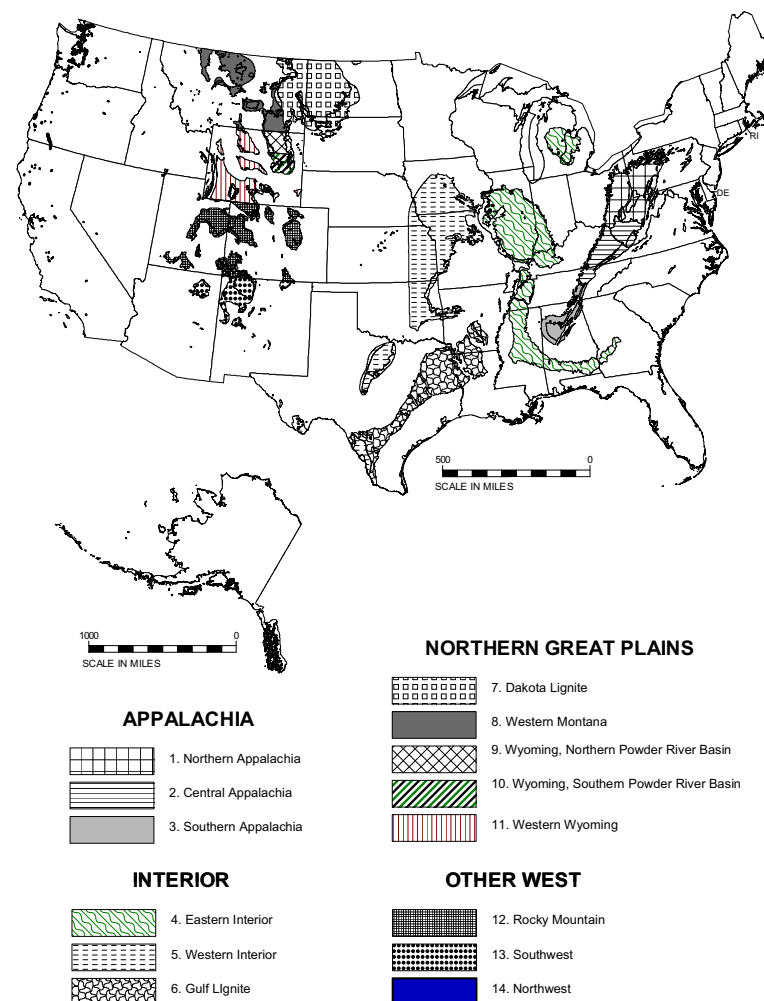 RI
DE
500 0
SCALE IN MILES
1000 0
SCALE IN MILES
APPALACHIA
1. Northern Appalachia
2. Central Appalachia
3. Southern Appalachia
INTERIOR
4. Eastern Interior
5. Western Interior
6. Gulf LIgnite
NORTHERN GREAT PLAINS
7. Dakota Lignite
8. Western Montana
9. Wyoming, Northern Powder River Basin
10. Wyoming, Southern Powder River Basin
11. Western Wyoming
OTHER WEST
12. Rocky Mountain
13. Southwest
14. Northwest